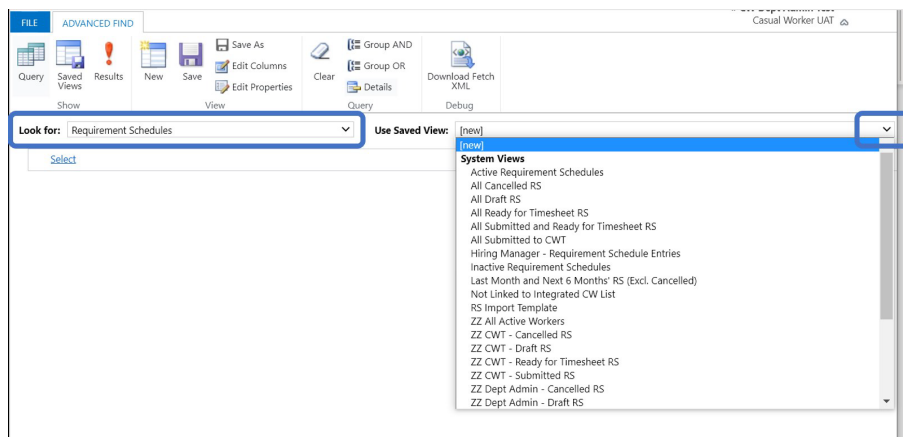 FILE ADVANCED FIND
Casual Worker UAT
Query
Saved Views
Results
New
Save
Save As
Edit Columns
Edit Properties
Clear
Group AND
Group OR
Details
Download Fetch XML
Show
View
Query
Debug
Look for: Requirement Schedules
Use Saved View: [new]
[new]
Select
System Views
Active Requirement Schedules
All Cancelled RS
All Draft RS
All Ready for Timesheet RS
All Submitted and Ready for Timesheet RS
All Submitted to CWT
Hiring Manager - Requirement Schedule Entries
Inactive Requirement Schedules
Last Month and Next 6 Months' RS (Excl. Cancelled)
Not Linked to Integrated CW List
RS Import Template
ZZ All Active Workers
ZZ CWT - Cancelled RS
ZZ CWT - Draft RS
ZZ CWT - Ready for Timesheet RS
ZZ CWT - Submitted RS
ZZ Dept Admin - Cancelled RS
ZZ Dept Admin - Draft RS